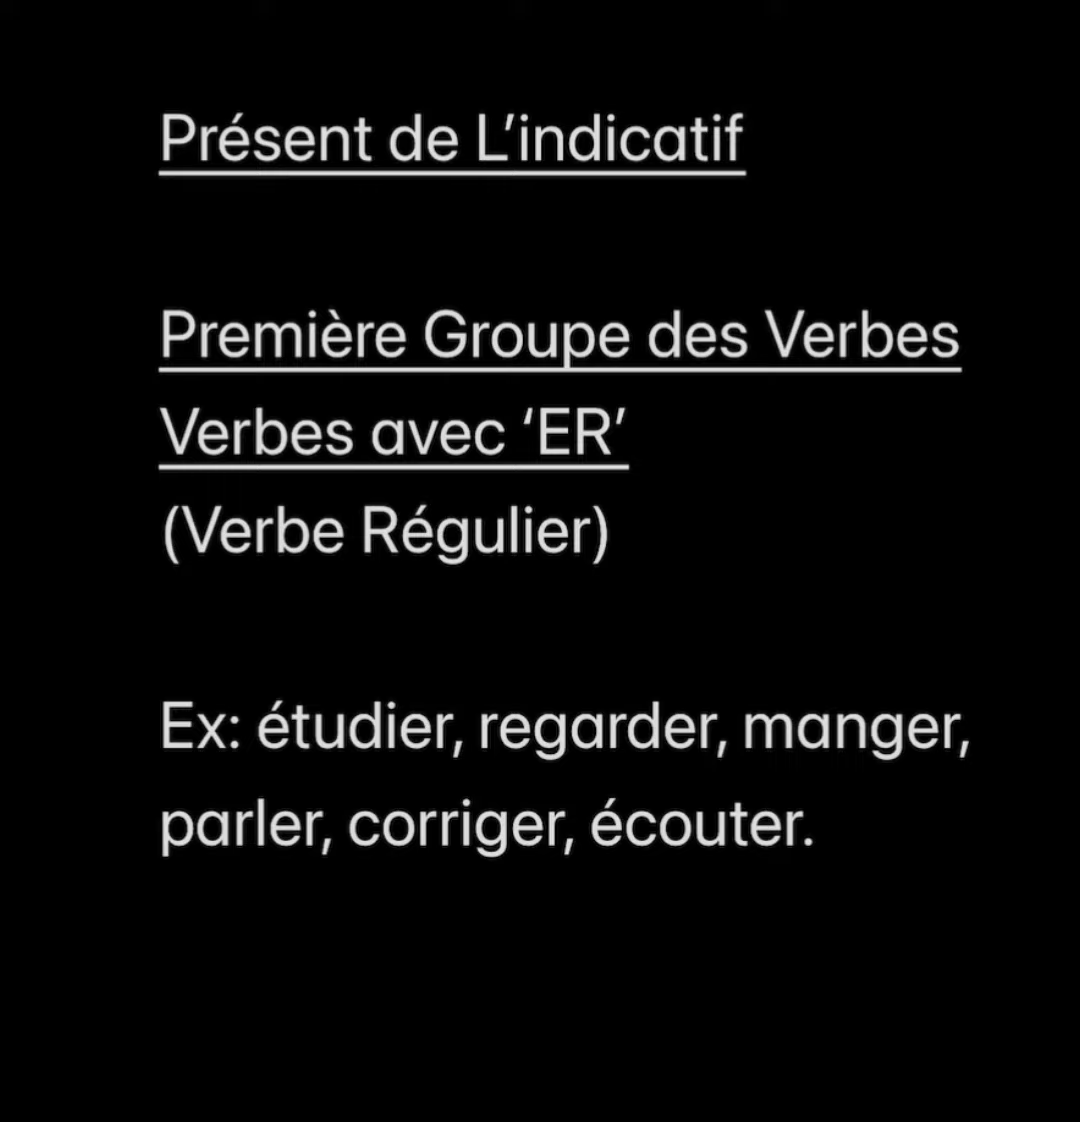 Présent de L’indicatif
Première Groupe des Verbes
Verbes avec ‘ER’
(Verbe Régulier)
Ex: étudier, regarder, manger,
parler, corriger, écouter.